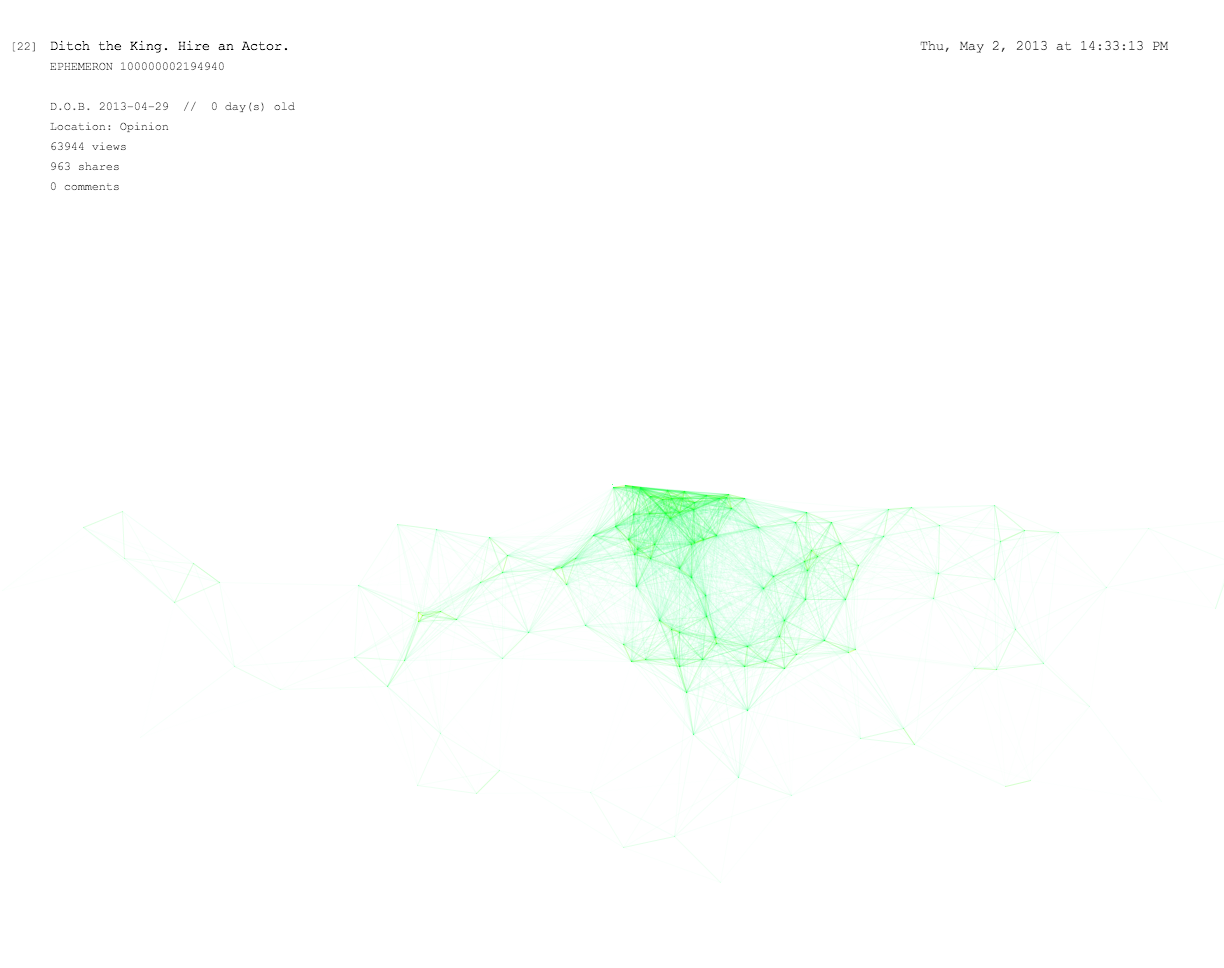 [22] Ditch the King. Hire an Actor.
Thu, May 2, 2013 at 14:33:13 PM
EPHEMERON 100000002194940
D.O.B. 2013-04-29 // 0 day(s) old
Location: Opinion
63944 views
963 shares
0 comments